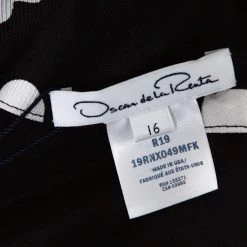 Oscar de la Renta
16
R19
19RNX049MFK
MADE IN USA/
FABRIQUÉ AUX ÉTATS-UNIS